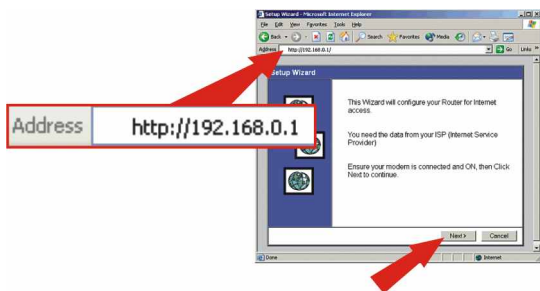 Setup Wizard - Microsoft Internet Explorer
File Edit View Favorites Tools Help
Back Search Favorites Media
Address http://192.168.0.1/ Go Links »
Setup Wizard
Address http://192.168.0.1
This Wizard will configure your Router for Internet
access.
You need the data from your ISP (Internet Service
Provider)
Ensure your modem is connected and ON, then Click
Next to continue.
Next > Cancel
Done Internet